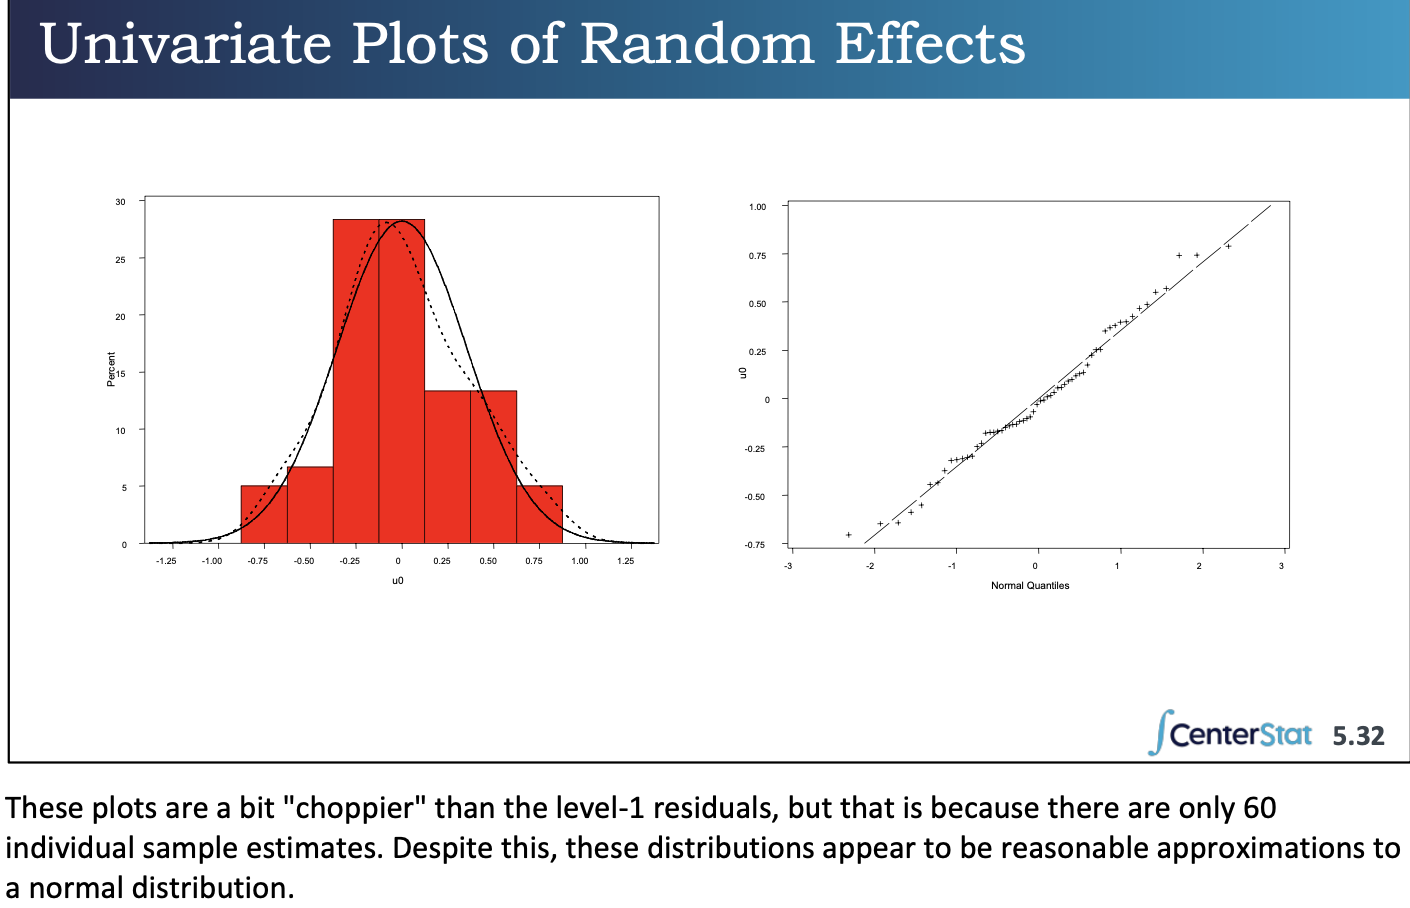 Univariate Plots of Random Effects
30
25
20
15
10
5
0
Percent
-1.25 -1.00 -0.75 -0.50 -0.25 0 0.25 0.50 0.75 1.00 1.25
u0
1.00
0.75
0.50
0.25
0
-0.25
-0.50
-0.75
u0
-3 -2 -1 0 1 2 3
Normal Quantiles
CenterStat 5.32
These plots are a bit "choppier" than the level-1 residuals, but that is because there are only 60
individual sample estimates. Despite this, these distributions appear to be reasonable approximations to
a normal distribution.